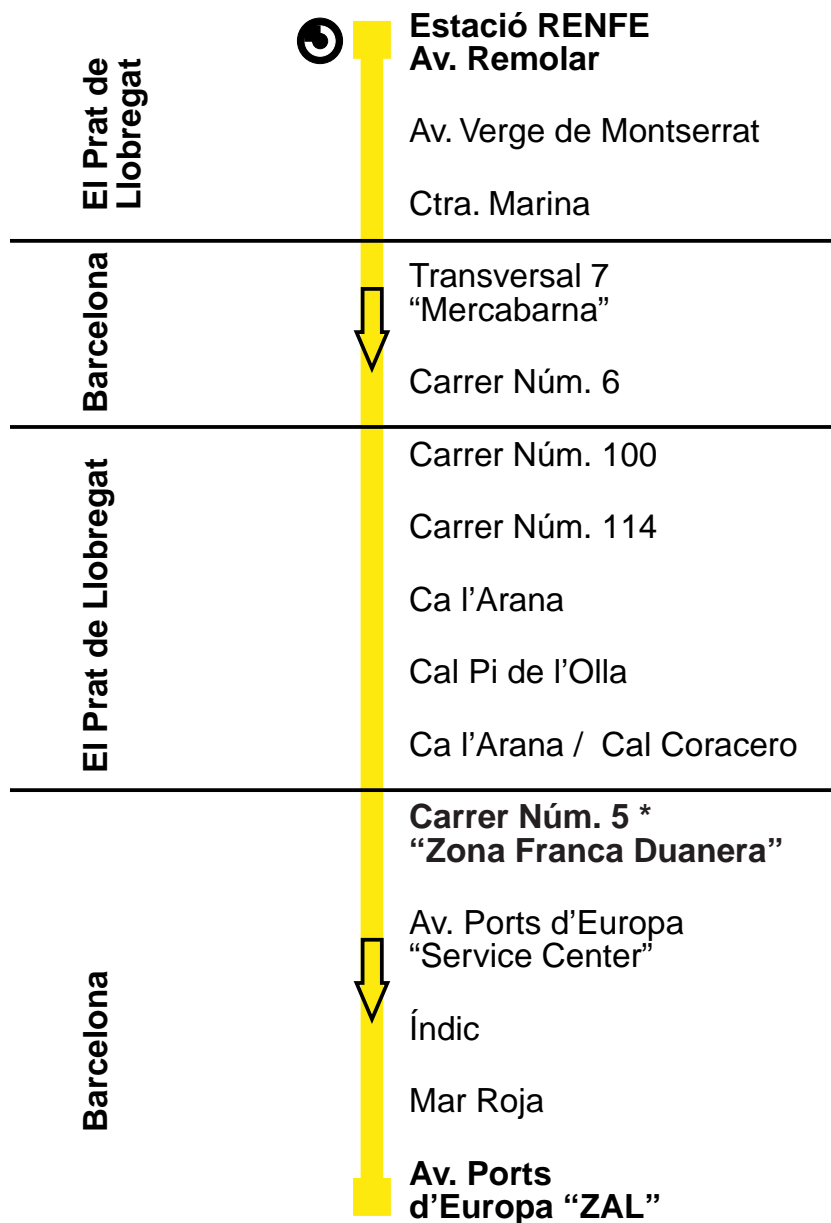 El Prat de
Llobregat
Estació RENFE
Av. Remolar
Av. Verge de Montserrat
Ctra. Marina
Barcelona
Transversal 7
“Mercabarna”
Carrer Núm. 6
El Prat de Llobregat
Carrer Núm. 100
Carrer Núm. 114
Ca l’Arana
Cal Pi de l’Olla
Ca l’Arana / Cal Coracero
Barcelona
Carrer Núm. 5 *
“Zona Franca Duanera”
Av. Ports d’Europa
“Service Center”
Índic
Mar Roja
Av. Ports
d’Europa “ZAL”